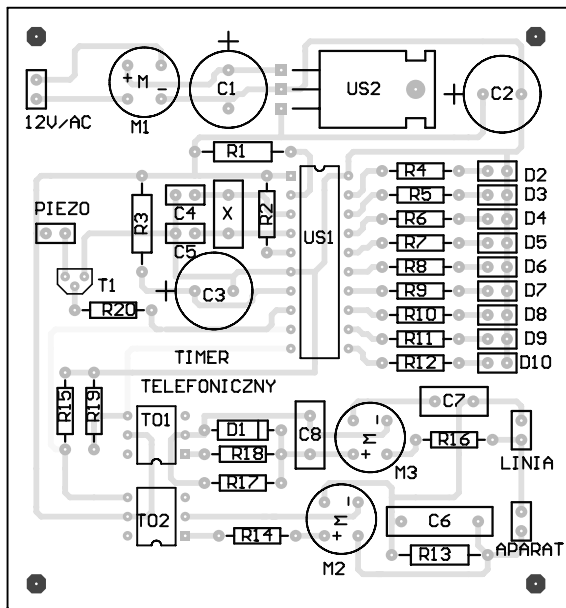 +
+
+ M -
C1
US2
+ C2
12V/AC
M1
R1
R4
D2
R5
D3
R3
C4
X
R2
PIEZO
US1
R6
D4
C5
R7
D5
R8
D6
T1
+ C3
R9
D7
R20
R10
D8
R11
D9
TIMER
R12
D10
TELEFONICZNY
R15
R19
C7
TO1
D1
C8
+ M -
R18
R16
M3
LINIA
R17
TO2
+ M -
C6
R14
R13
APARAT
M2